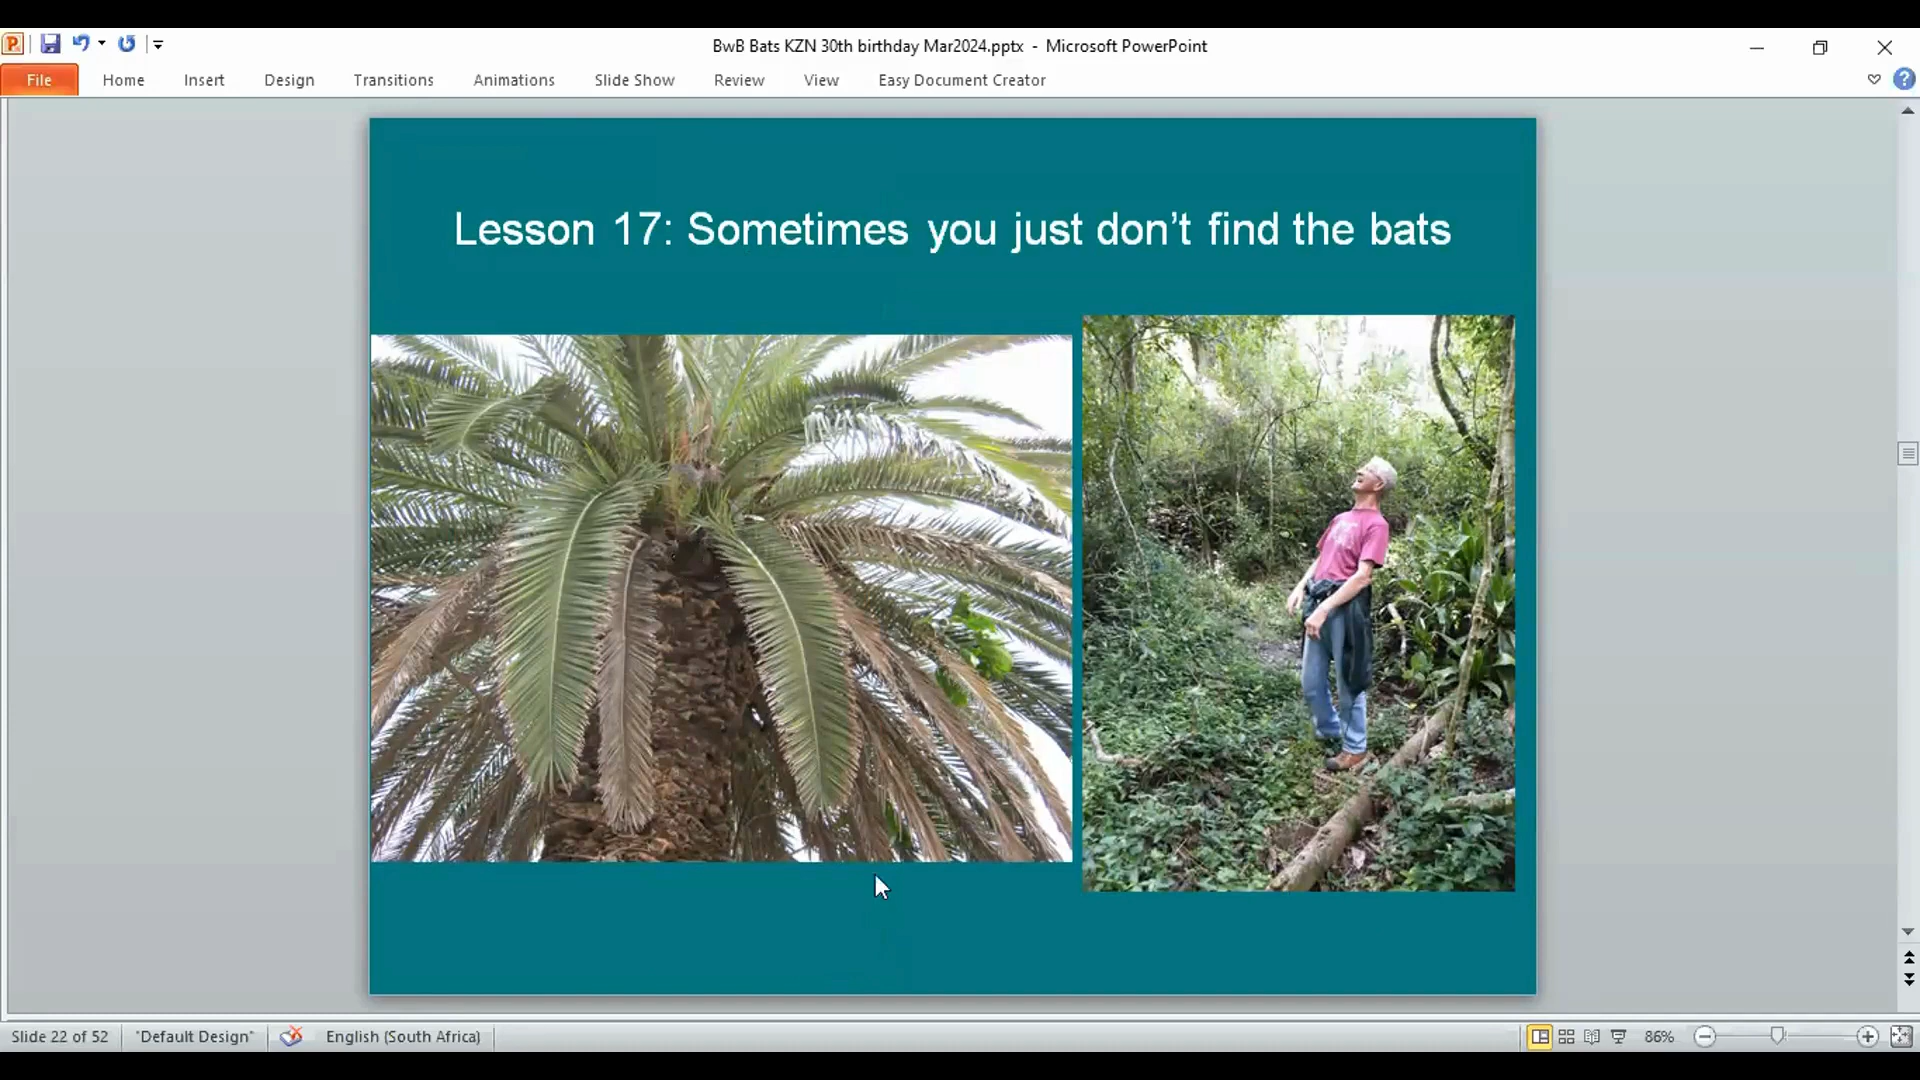 BwB Bats KZN 30th birthday Mar2024.pptx - Microsoft PowerPoint
File Home Insert Design Transitions Animations Slide Show Review View Easy Document Creator
Lesson 17: Sometimes you just don't find the bats
Slide 22 of 52 "Default Design" English (South Africa) 86%